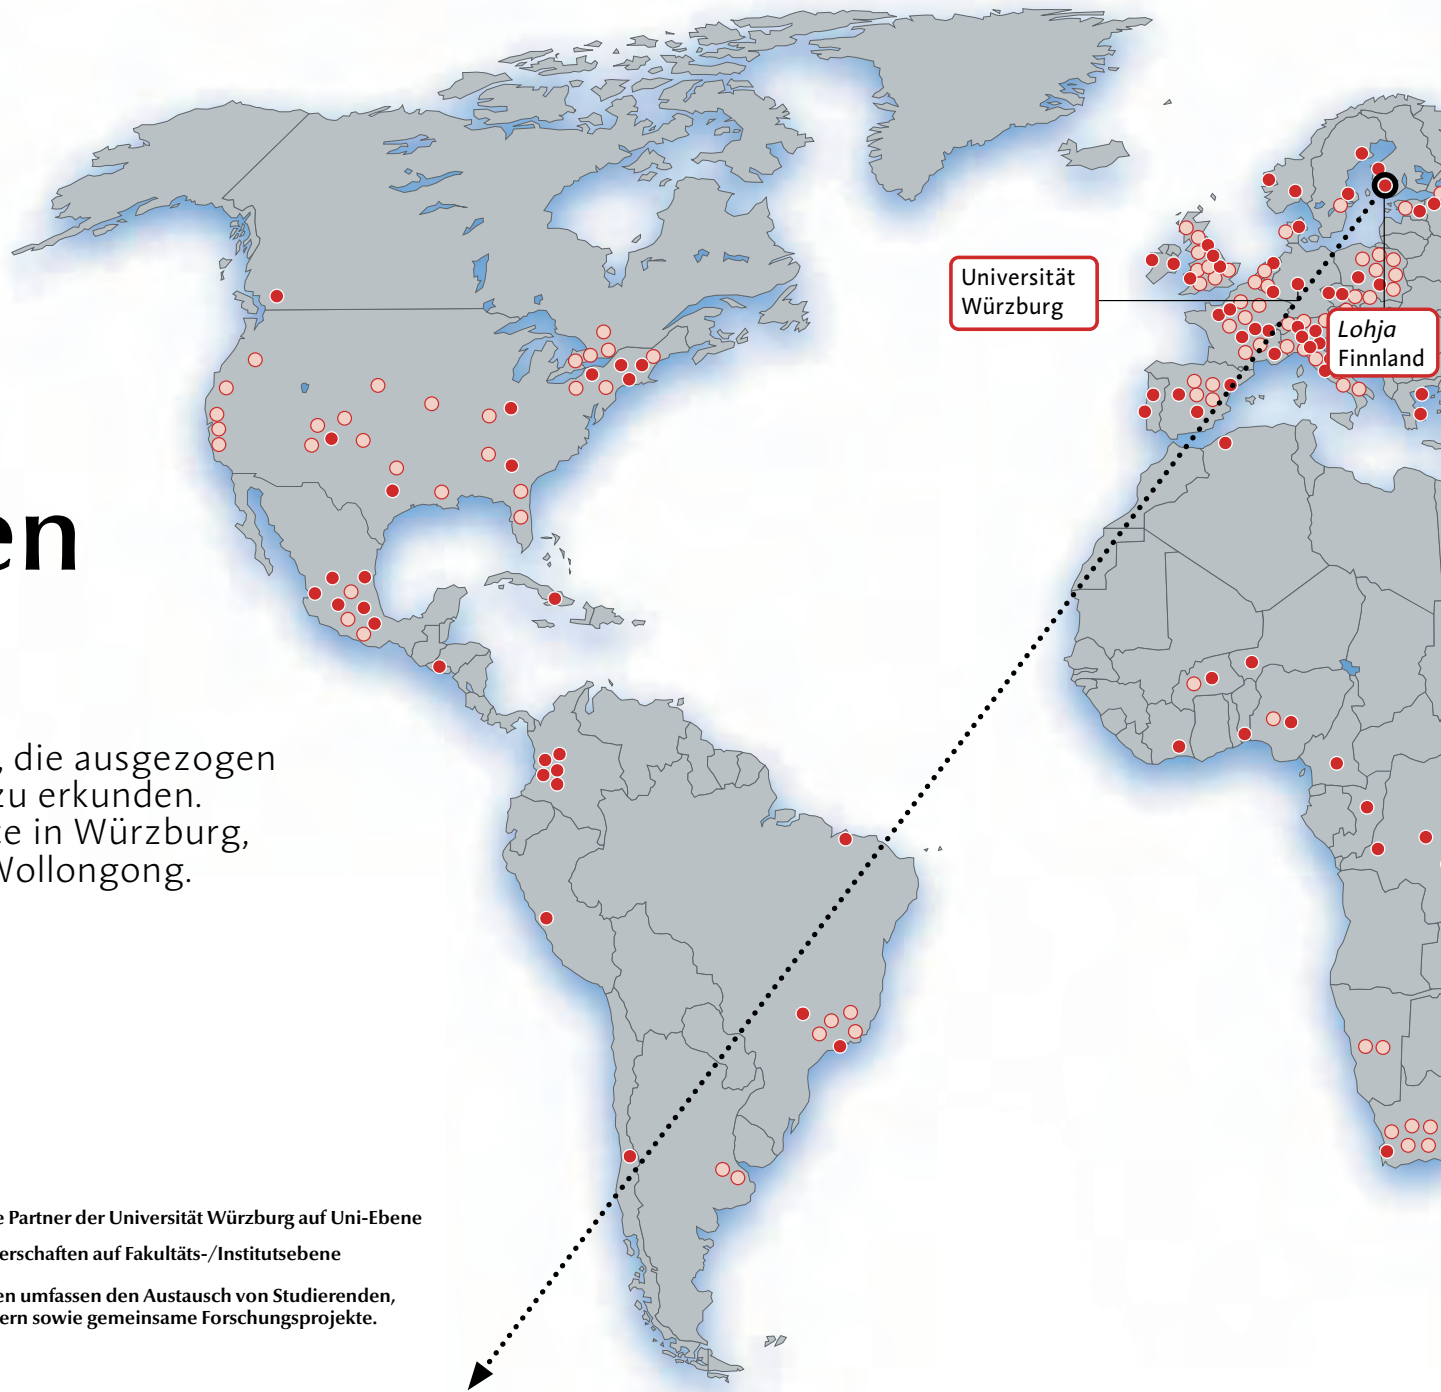 Universität
Würzburg
Lohja
Finnland
en
, die ausgezogen
zu erkunden.
e in Würzburg,
Wollongong.
e Partner der Universität Würzburg auf Uni-Ebene
erschaften auf Fakultäts-/Institutsebene
en umfassen den Austausch von Studierenden,
ern sowie gemeinsame Forschungsprojekte.